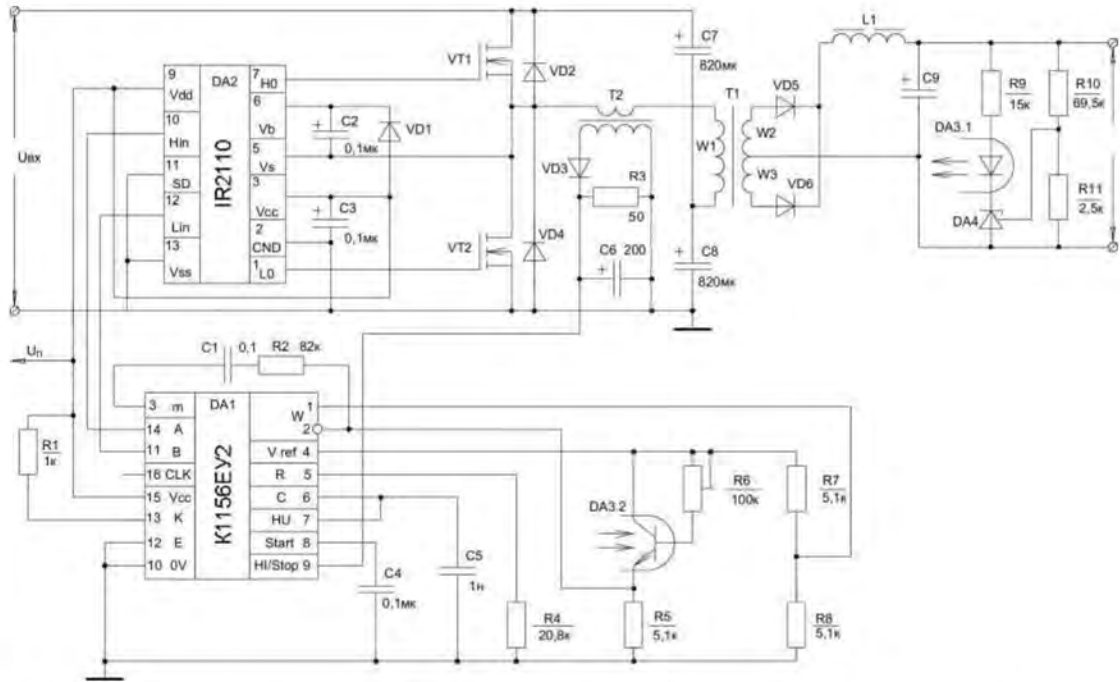 L1
C7
820мк
VT1
VD2
9
Vdd
DA2
7
H0
10
Hin
6
Vb
C2
0,1мк
VD1
T2
T1
VD5
C9
R9
15к
R10
69,5к
Uвх
11
SD
IR2110
5
Vs
W1
W2
W3
DA3.1
12
Lin
3
Vcc
C3
0,1мк
VD3
R3
50
VD6
R11
2,5к
13
Vss
2
CND
1
L0
VT2
VD4
C6
200
C8
820мк
DA4
Uп
C1
0,1
R2
82к
3
m
DA1
W
1
2
14
A
11
B
V ref
4
R1
1к
16
CLK
R
5
R6
100к
R7
5,1к
15
Vcc
К1156ЕУ2
C
6
DA3.2
13
K
HU
7
12
E
Start
8
10
0V
HI/Stop
9
C4
0,1мк
C5
1н
R4
20,8к
R5
5,1к
R8
5,1к